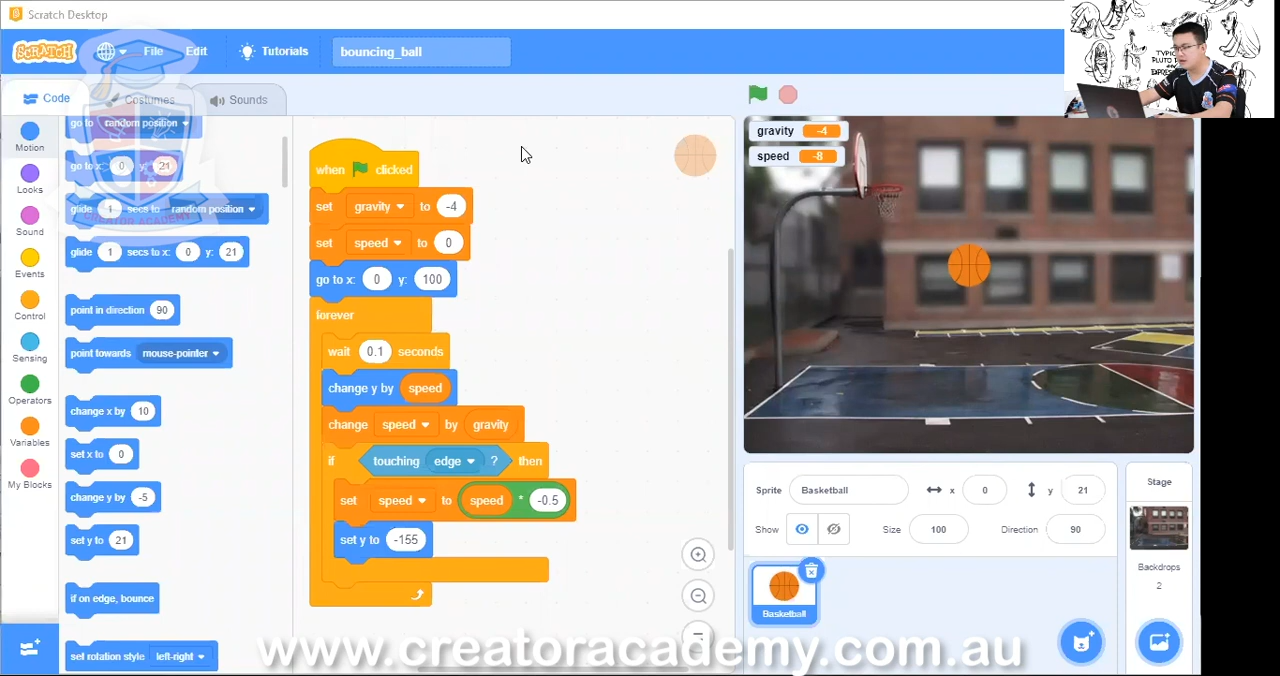 Scratch Desktop
SCRATCH
File
Edit
Tutorials
bouncing_ball
Code
Costumes
Sounds
Motion
Looks
Sound
Events
Control
Sensing
Operators
Variables
My Blocks
go to random position
go to x: 0 y: 21
glide 1 secs to random position
glide 1 secs to x: 0 y: 21
point in direction 90
point towards mouse-pointer
change x by 10
set x to 0
change y by -5
set y to 21
if on edge, bounce
set rotation style left-right
CREATOR ACADEMY
when clicked
set gravity to -4
set speed to 0
go to x: 0 y: 100
forever
wait 0.1 seconds
change y by speed
change speed by gravity
if touching edge ? then
set speed to speed * -0.5
set y to -155
gravity -4
speed -8
Sprite Basketball x 0 y 21
Show Size 100 Direction 90
Basketball
Stage
Backdrops
2
www.creatoracademy.com.au